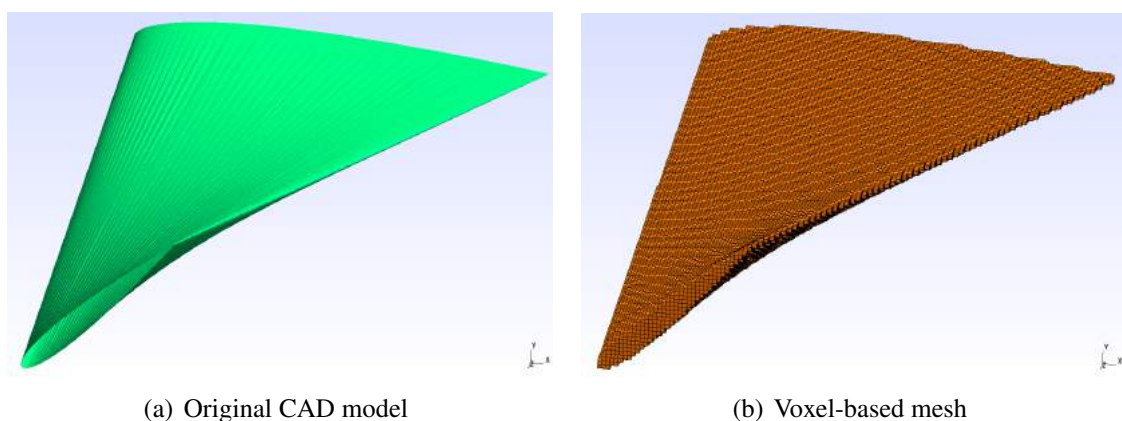 Y
Z X
Y
Z X
(a) Original CAD model
(b) Voxel-based mesh